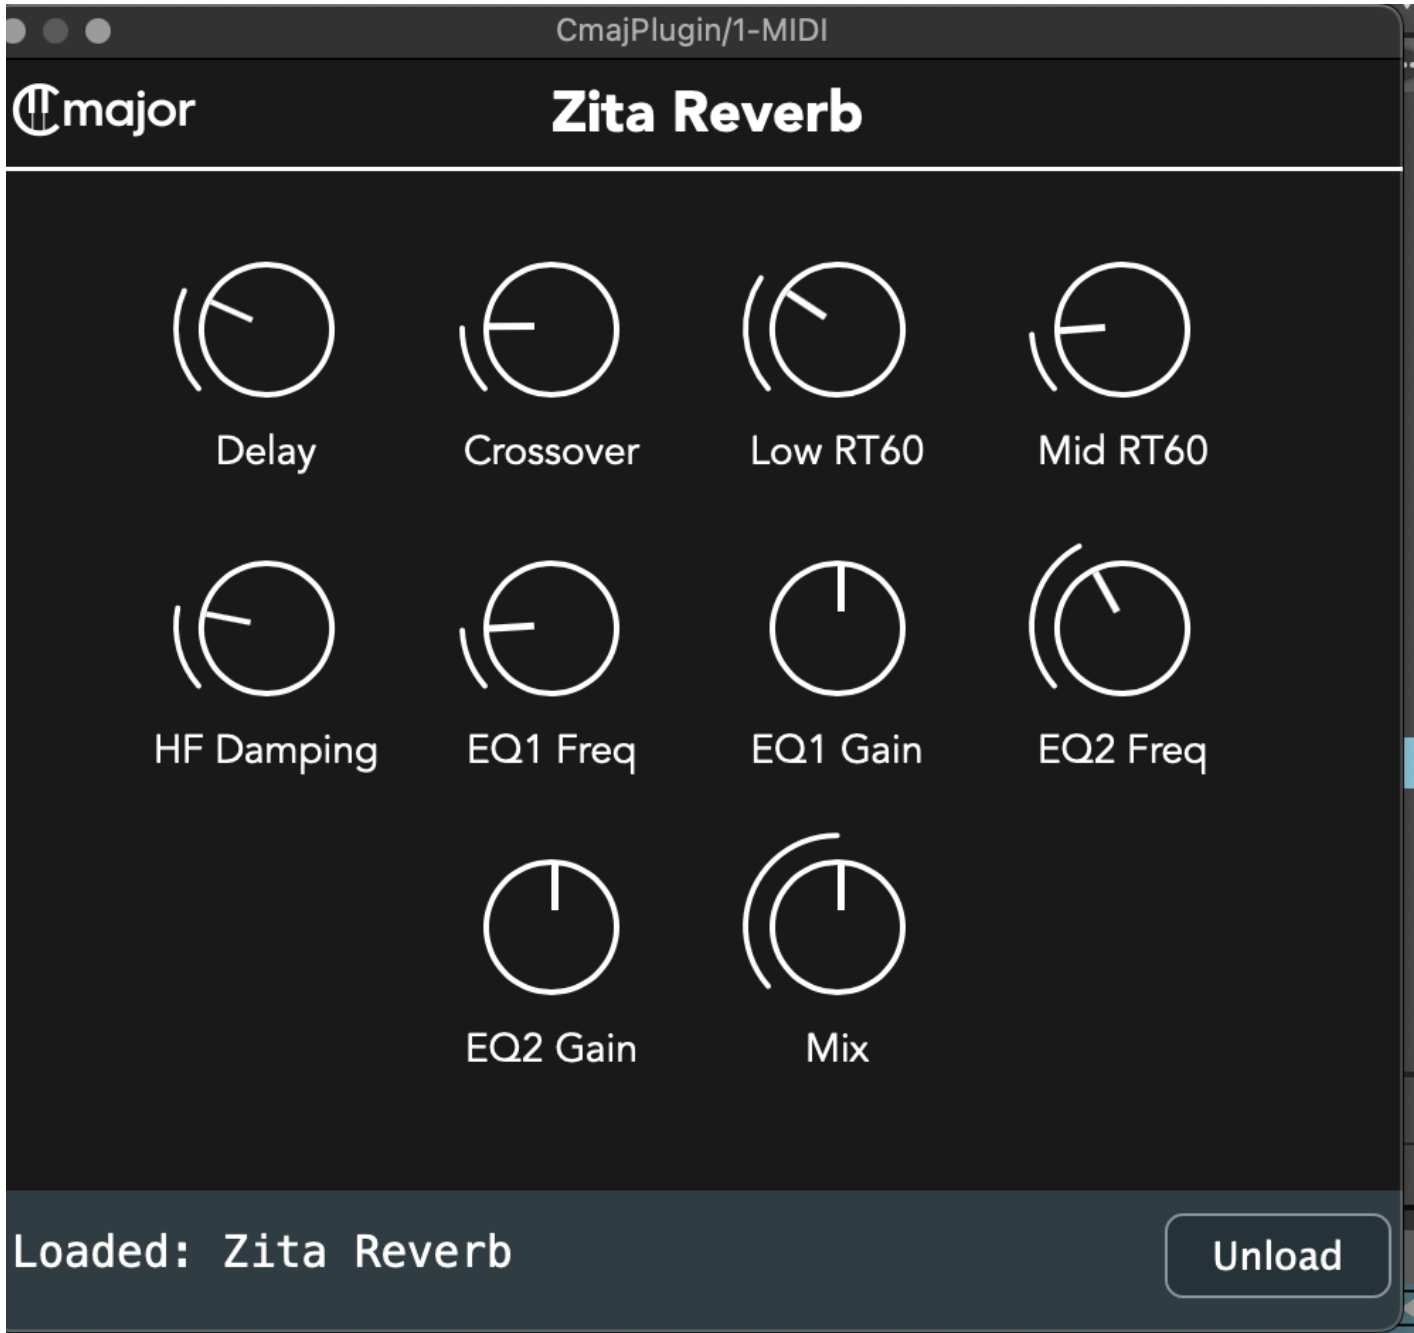 CmajPlugin/1-MIDI
Cmajor
Zita Reverb
Delay
Crossover
Low RT60
Mid RT60
HF Damping
EQ1 Freq
EQ1 Gain
EQ2 Freq
EQ2 Gain
Mix
Loaded: Zita Reverb
Unload